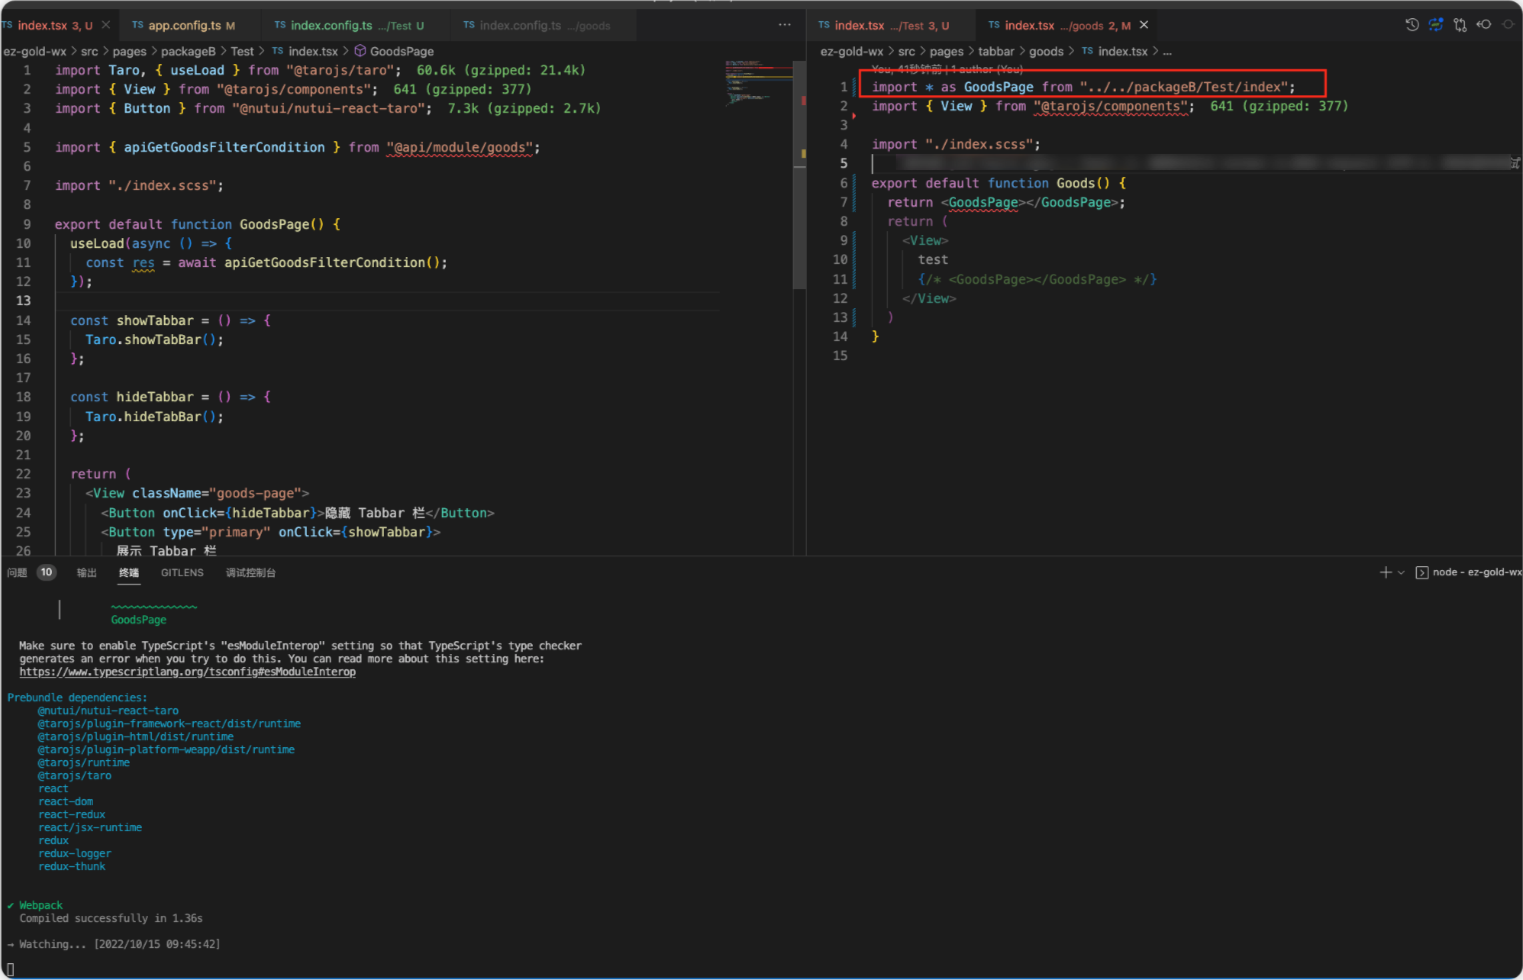 TS index.tsx 3, U × TS app.config.ts M TS index.config.ts .../Test U TS index.config.ts .../goods ···
ez-gold-wx > src > pages > packageB > Test > TS index.tsx > GoodsPage
1 import Taro, { useLoad } from "@tarojs/taro"; 60.6k (gzipped: 21.4k)
2 import { View } from "@tarojs/components"; 641 (gzipped: 377)
3 import { Button } from "@nutui/nutui-react-taro"; 7.3k (gzipped: 2.7k)
4
5 import { apiGetGoodsFilterCondition } from "@api/module/goods";
6
7 import "./index.scss";
8
9 export default function GoodsPage() {
10 useLoad(async () => {
11 const res = await apiGetGoodsFilterCondition();
12 });
13
14 const showTabbar = () => {
15 Taro.showTabBar();
16 };
17
18 const hideTabbar = () => {
19 Taro.hideTabBar();
20 };
21
22 return (
23 <View className="goods-page">
24 <Button onClick={hideTabbar}>隐藏 Tabbar 栏</Button>
25 <Button type="primary" onClick={showTabbar}>
26 展示 Tabbar 栏
TS index.tsx .../Test 3, U TS index.tsx .../goods 2, M ×
ez-gold-wx > src > pages > tabbar > goods > TS index.tsx > ...
You, 41秒钟前 | 1 author (You)
1 import * as GoodsPage from "../../packageB/Test/index";
2 import { View } from "@tarojs/components"; 641 (gzipped: 377)
3
4 import "./index.scss";
5
6 export default function Goods() {
7 return <GoodsPage></GoodsPage>;
8 return (
9 <View>
10 test
11 {/* <GoodsPage></GoodsPage> */}
12 </View>
13 )
14 }
15
问题 10 输出 终端 GITLENS 调试控制台
node - ez-gold-wx
| ~~~~~~~~~~~~~~
GoodsPage
Make sure to enable TypeScript's "esModuleInterop" setting so that TypeScript's type checker
generates an error when you try to do this. You can read more about this setting here:
https://www.typescriptlang.org/tsconfig#esModuleInterop
Prebundle dependencies:
@nutui/nutui-react-taro
@tarojs/plugin-framework-react/dist/runtime
@tarojs/plugin-html/dist/runtime
@tarojs/plugin-platform-weapp/dist/runtime
@tarojs/runtime
@tarojs/taro
react
react-dom
react-redux
react/jsx-runtime
redux
redux-logger
redux-thunk
✔ Webpack
Compiled successfully in 1.36s
→ Watching... [2022/10/15 09:45:42]